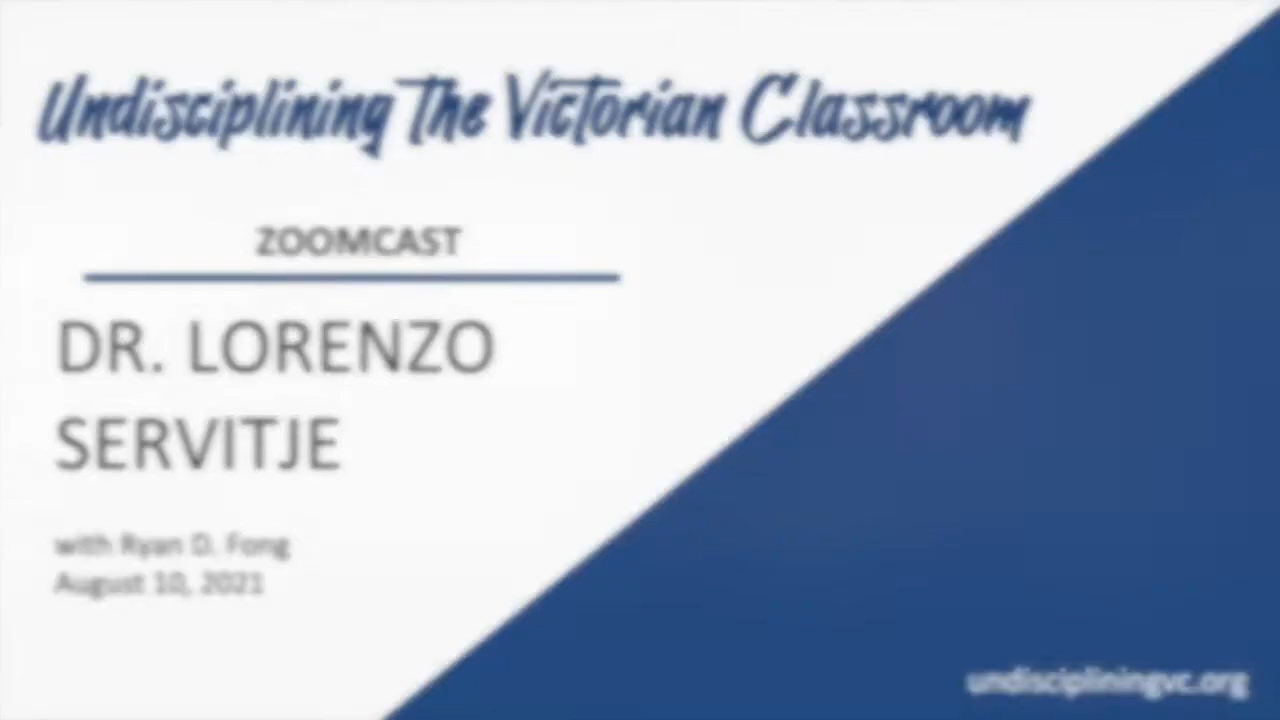 Undisciplining the Victorian Classroom
ZOOMCAST
DR. LORENZO
SERVITJE
with Ryan D. Fong
August 10, 2021
undiscipliningvc.org